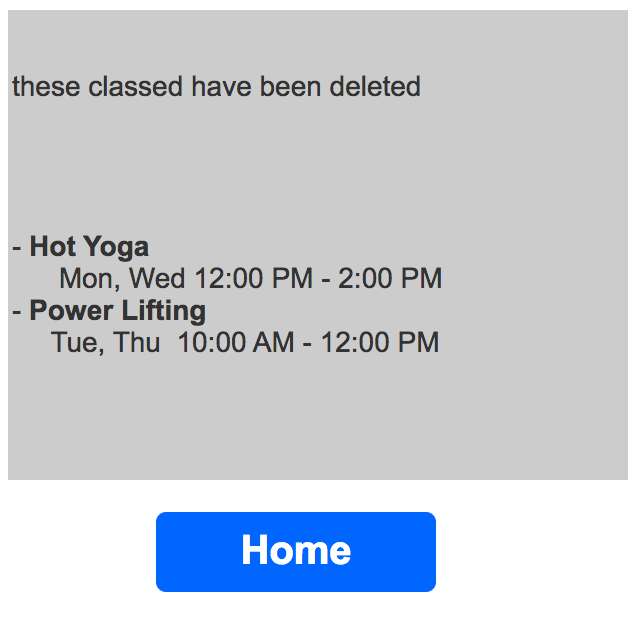 these classed have been deleted
- Hot Yoga
Mon, Wed 12:00 PM - 2:00 PM
- Power Lifting
Tue, Thu  10:00 AM - 12:00 PM
Home